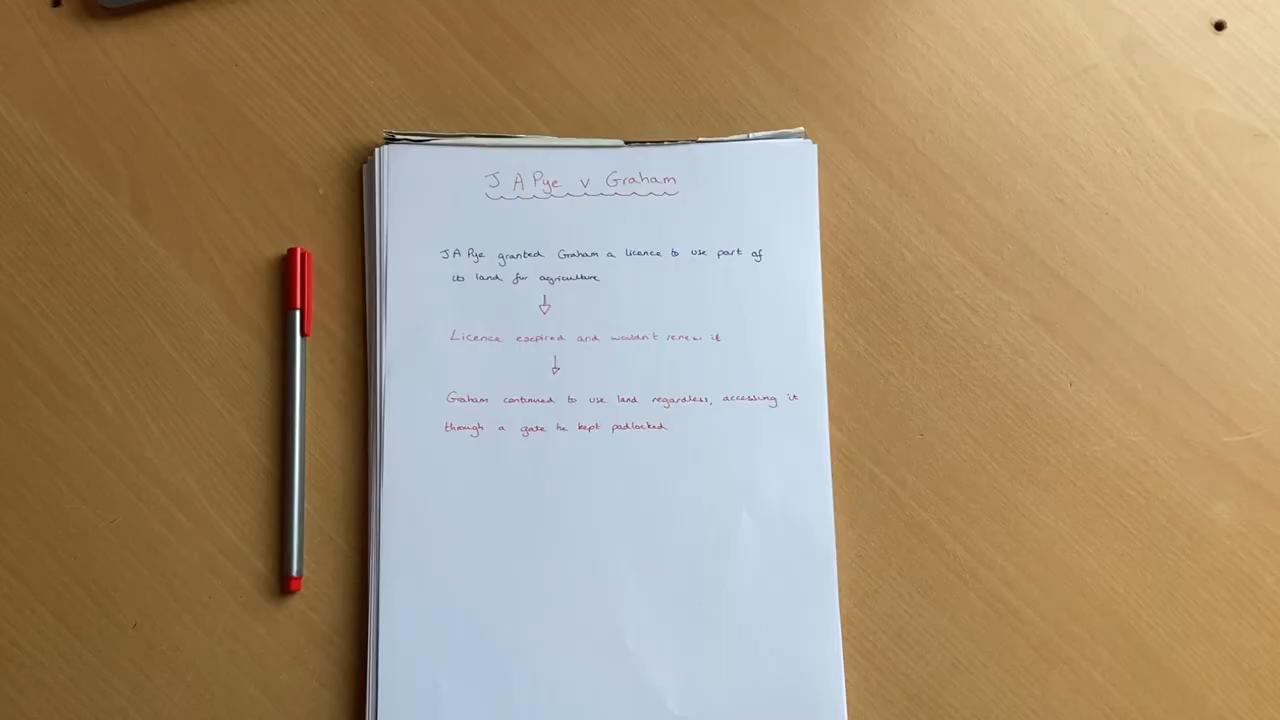 J A Pye v Graham
JA Pye granted Graham a licence to use part of
its land for agriculture
Licence expired and wouldn't renew it
Graham continued to use land regardless, accessing it
through a gate he kept padlocked